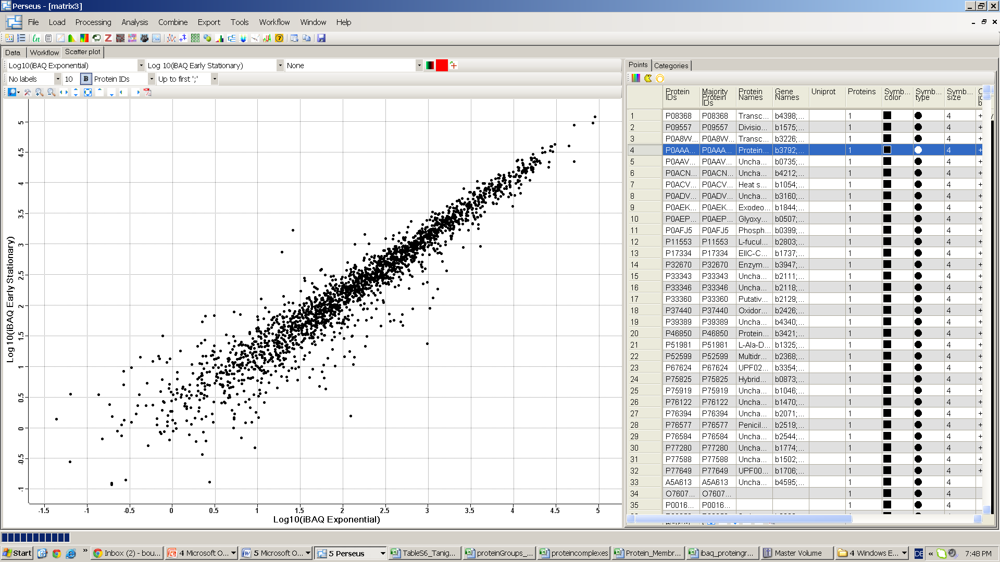 Perseus - [matrix3]
File Load Processing Analysis Combine Export Tools Workflow Window Help
Data Workflow Scatter plot
Log10(iBAQ Exponential) Log 10(iBAQ Early Stationary) None
No labels 10 B Protein IDs Up to first ';'
5
4.5
4
3.5
3
2.5
2
1.5
1
0.5
0
-0.5
-1
Log 10(iBAQ Early Stationary)
-1.5 -1 -0.5 0 0.5 1 1.5 2 2.5 3 3.5 4 4.5 5
Log10(iBAQ Exponential)
Points Categories
Protein IDs Majority Protein IDs Protein Names Gene Names Uniprot Proteins Symb... color Symb... type Symb... size
1 P08368 P08368 Transc... b4398;... 1 4 +
2 P09557 P09557 Divisio... b1575;... 1 4 +
3 P0A8W... P0A8W... Transc... b3226;... 1 4 +
4 P0AAA... P0AAA... Protein... b3792;... 1 4 +
5 P0AAV... P0AAV... Uncha... b0735;... 1 4 +
6 P0ACN... P0ACN... Uncha... b4212;... 1 4 +
7 P0ACV... P0ACV... Heat s... b1054;... 1 4 +
8 P0ADV... P0ADV... Uncha... b3160;... 1 4 +
9 P0AEK... P0AEK... Exodeo... b1844;... 1 4 +
10 P0AEP... P0AEP... Glyoxy... b0507;... 1 4 +
11 P0AFJ5 P0AFJ5 Phosph... b0399;... 1 4 +
12 P11553 P11553 L-fucul... b2803;... 1 4 +
13 P17334 P17334 EIIC-C... b1737;... 1 4 +
14 P32670 P32670 Enzym... b3947;... 1 4 +
15 P33343 P33343 Uncha... b2111;... 1 4 +
16 P33346 P33346 Uncha... b2118;... 1 4 +
17 P33360 P33360 Putativ... b2129;... 1 4 +
18 P37440 P37440 Oxidor... b2426;... 1 4 +
19 P39389 P39389 Uncha... b4340;... 1 4 +
20 P46850 P46850 Protein... b3421;... 1 4 +
21 P51981 P51981 L-Ala-D... b1325;... 1 4 +
22 P52599 P52599 Multidr... b2368;... 1 4 +
23 P67624 P67624 UPF02... b3354;... 1 4 +
24 P75825 P75825 Hybrid... b0873;... 1 4 +
25 P75919 P75919 Uncha... b1046;... 1 4 +
26 P76122 P76122 Uncha... b1470;... 1 4 +
27 P76394 P76394 Uncha... b2071;... 1 4 +
28 P76577 P76577 Penicil... b2519;... 1 4 +
29 P76584 P76584 Uncha... b2544;... 1 4 +
30 P77280 P77280 Uncha... b1774;... 1 4 +
31 P77588 P77588 Uncha... b1502;... 1 4 +
32 P77649 P77649 UPF00... b1706;... 1 4 +
33 A5A613 A5A613 Uncha... b4595;... 1 4
34 O7607... O7607... 1 4
35 P0016... P0016... 1 4
Start » Inbox (2) - bou... 4 Microsoft O... 5 Microsoft O... 5 Perseus TableS6_Tanig... proteinGroups_... proteincomplexes Protein_Membr... ibaq_proteingr... Master Volume 4 Windows E... DE « 7:48 PM